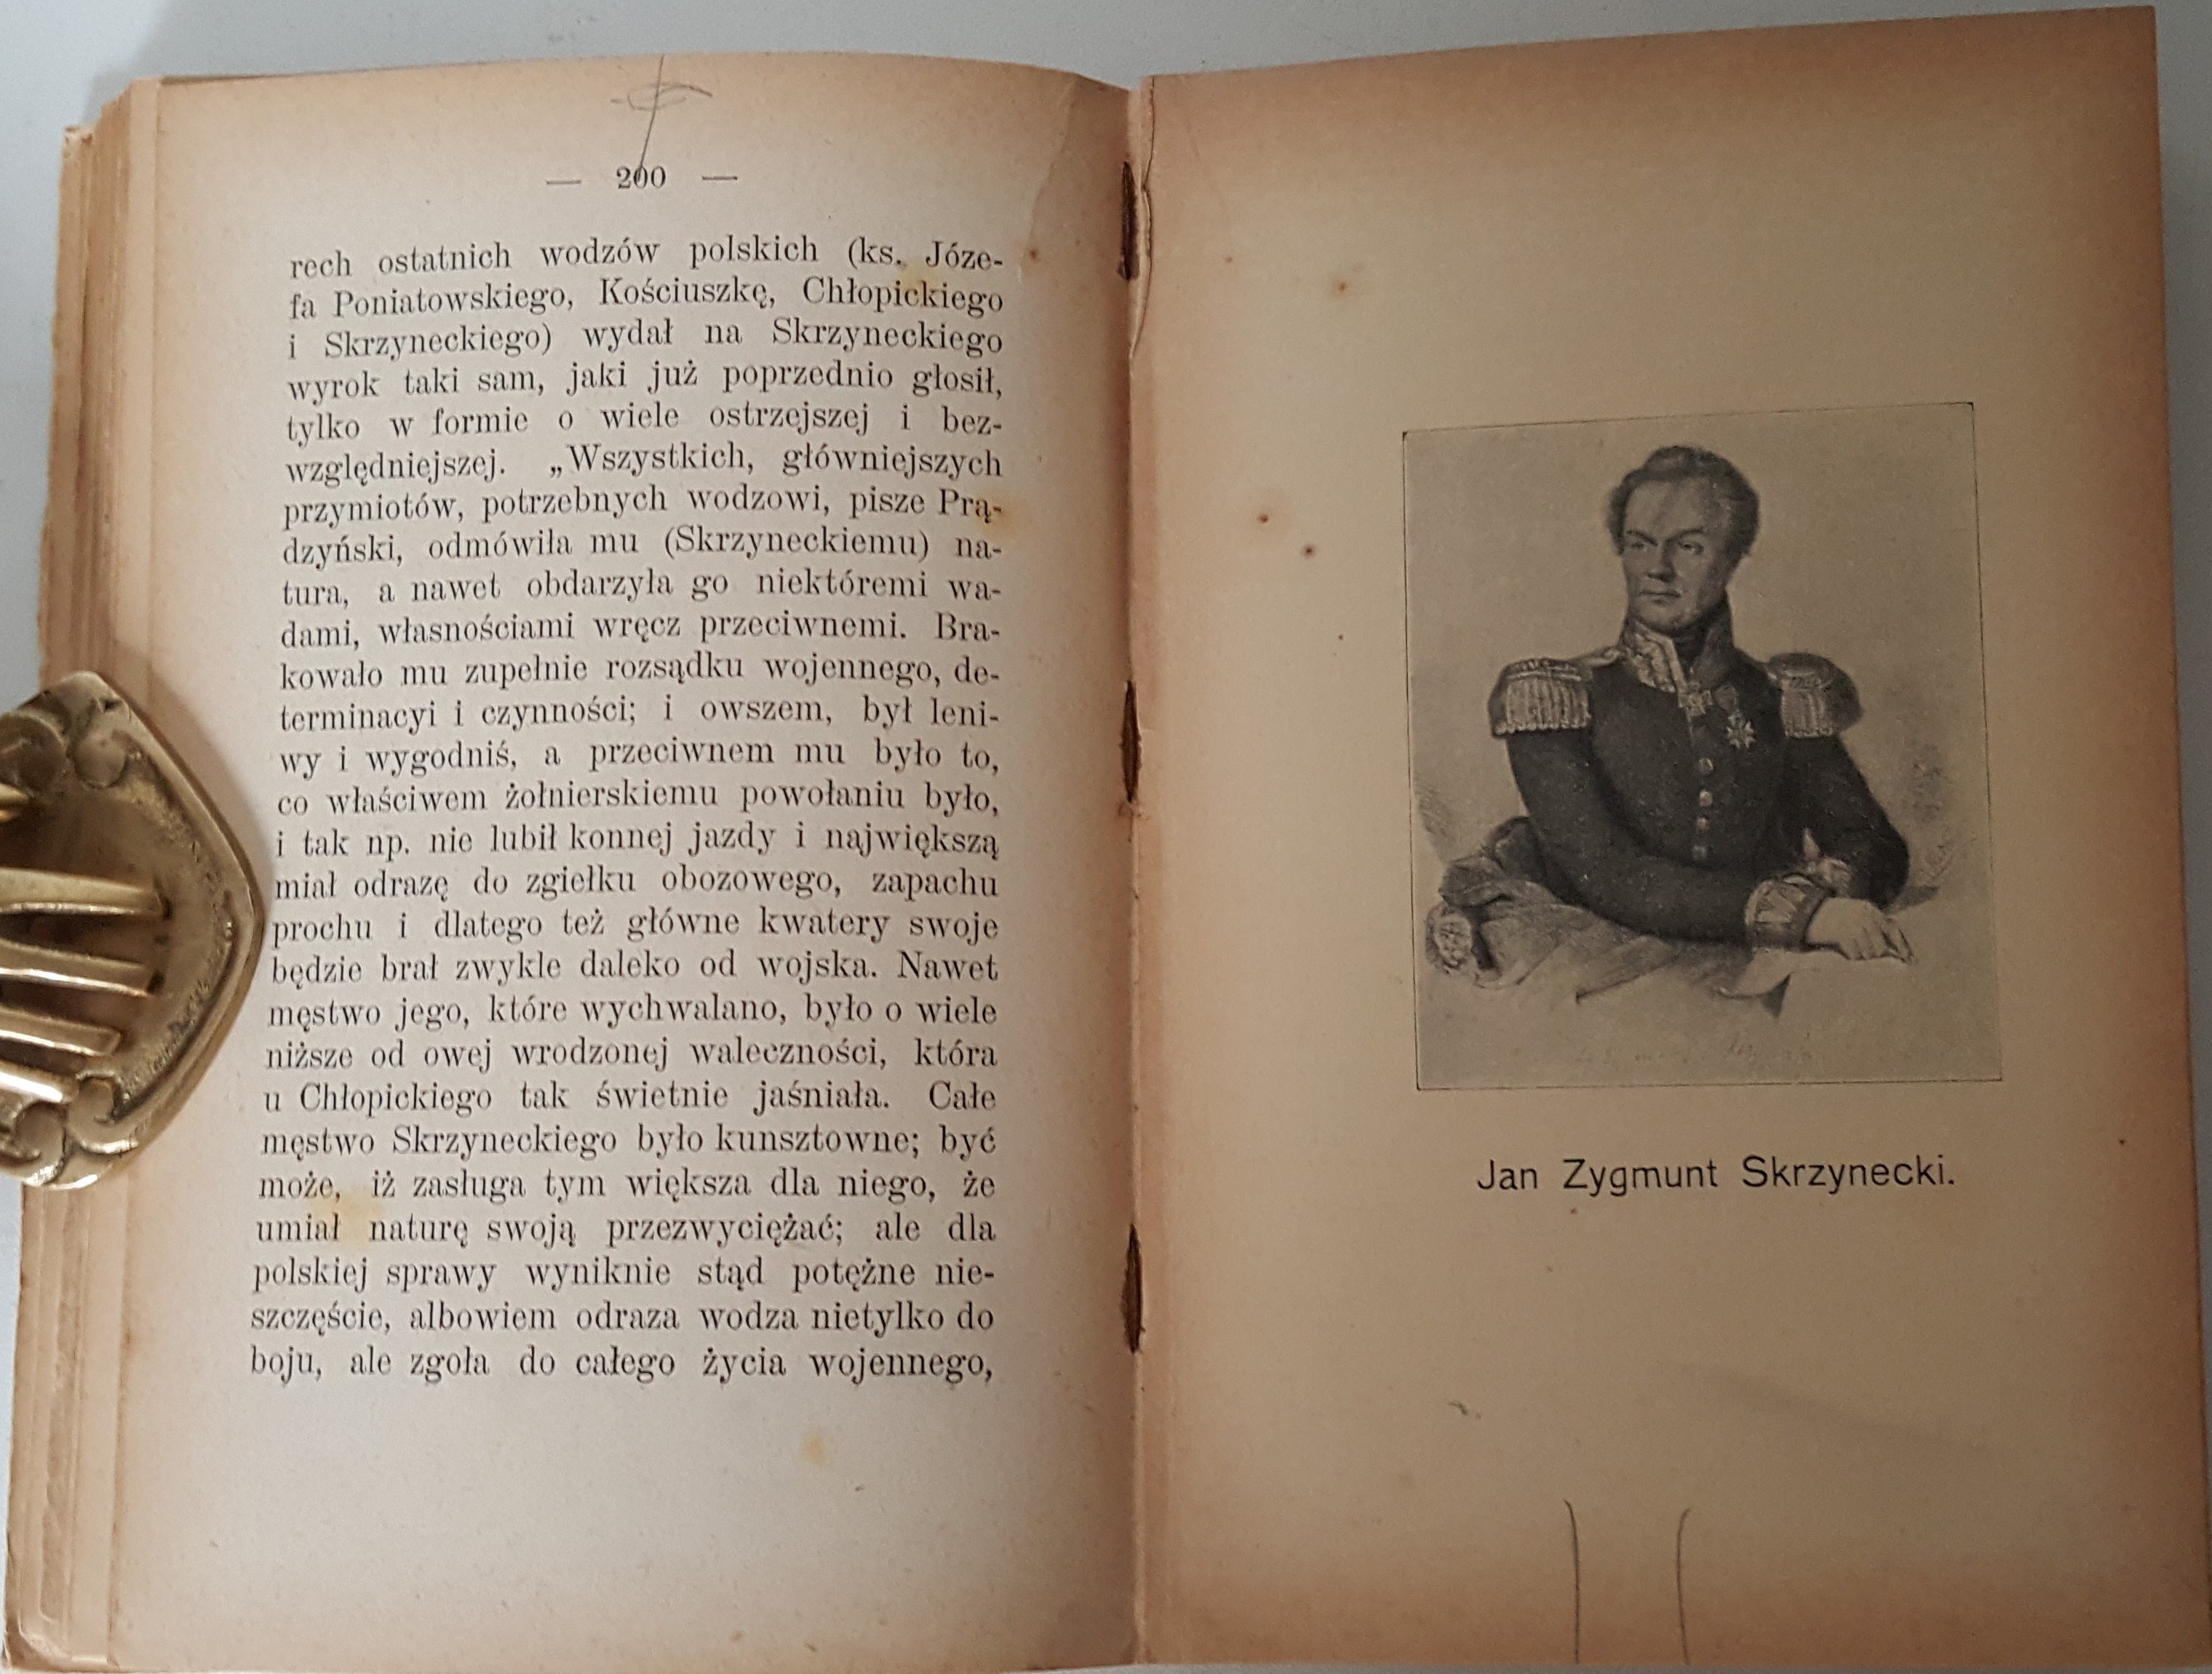 — 200 —
rech ostatnich wodzów polskich (ks. Józe-
fa Poniatowskiego, Kościuszkę, Chłopickiego
i Skrzyneckiego) wydał na Skrzyneckiego
wyrok taki sam, jaki już poprzednio głosił,
tylko w formie o wiele ostrzejszej i bez-
względniejszej. „Wszystkich, główniejszych
przymiotów, potrzebnych wodzowi, pisze Prą-
dzyński, odmówiła mu (Skrzyneckiemu) na-
tura, a nawet obdarzyła go niektóremi wa-
dami, własnościami wręcz przeciwnemi. Bra-
kowało mu zupełnie rozsądku wojennego, de-
terminacyi i czynności; i owszem, był leni-
wy i wygodniś, a przeciwnem mu było to,
co właściwem żołnierskiemu powołaniu było,
i tak np. nie lubił konnej jazdy i największą
miał odrazę do zgiełku obozowego, zapachu
prochu i dlatego też główne kwatery swoje
będzie brał zwykle daleko od wojska. Nawet
męstwo jego, które wychwalano, było o wiele
niższe od owej wrodzonej waleczności, która
u Chłopickiego tak świetnie jaśniała. Całe
męstwo Skrzyneckiego było kunsztowne; być
może, iż zasługa tym większa dla niego, że
umiał naturę swoją przezwyciężać; ale dla
polskiej sprawy wyniknie stąd potężne nie-
szczęście, albowiem odraza wodza nietylko do
boju, ale zgoła do całego życia wojennego,
Jan Zygmunt Skrzynecki.